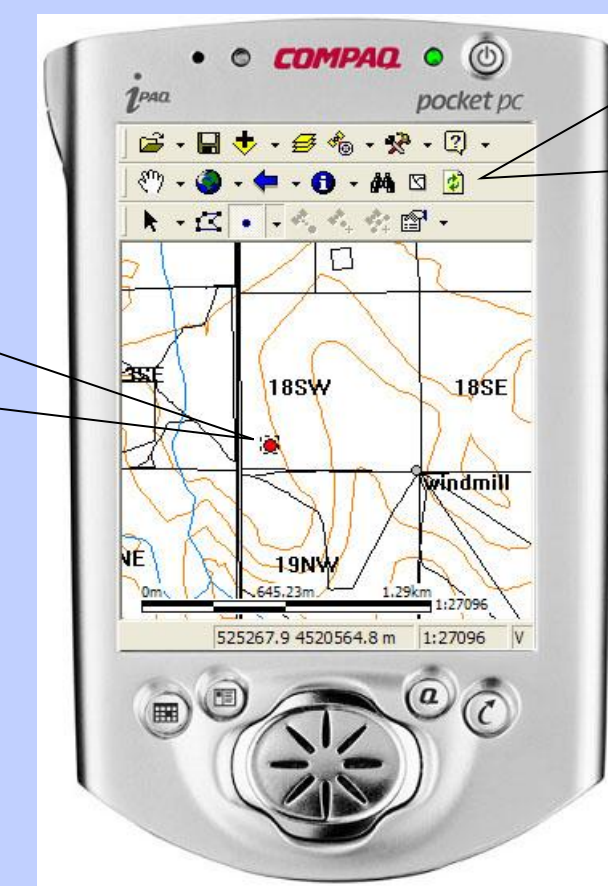 COMPAQ
iPAQ
pocket pc
3SE
18SW
18SE
windmill
NE
19NW
0m 645.23m 1.29km
1:27096
525267.9 4520564.8 m 1:27096 V